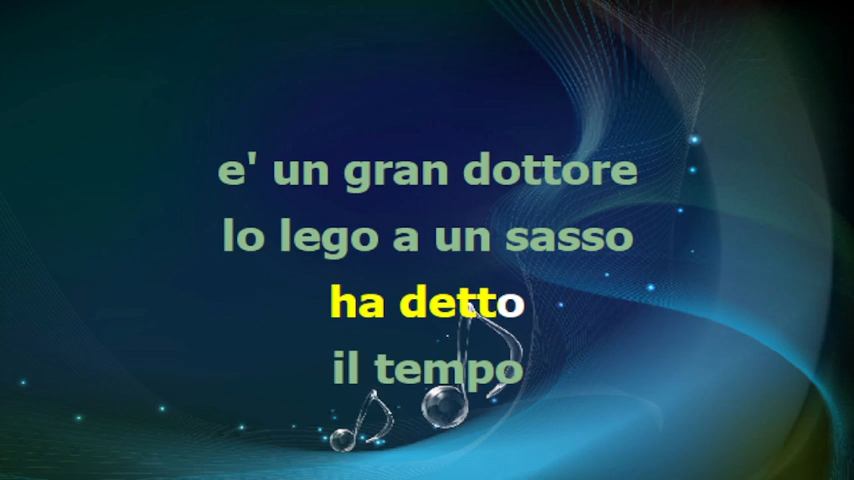 e' un gran dottore
lo lego a un sasso
ha detto
il tempo